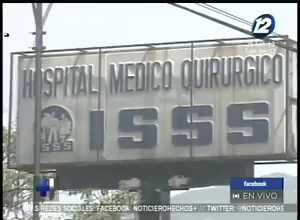 12
HOSPITAL MEDICO QUIRURGICO
ISSS
ISSS
facebook
EN VIVO
S REDES SOCIALES: FACEBOOK: NOTICIEROHECHOS+ // TWITTER: @NOTICIEROHE